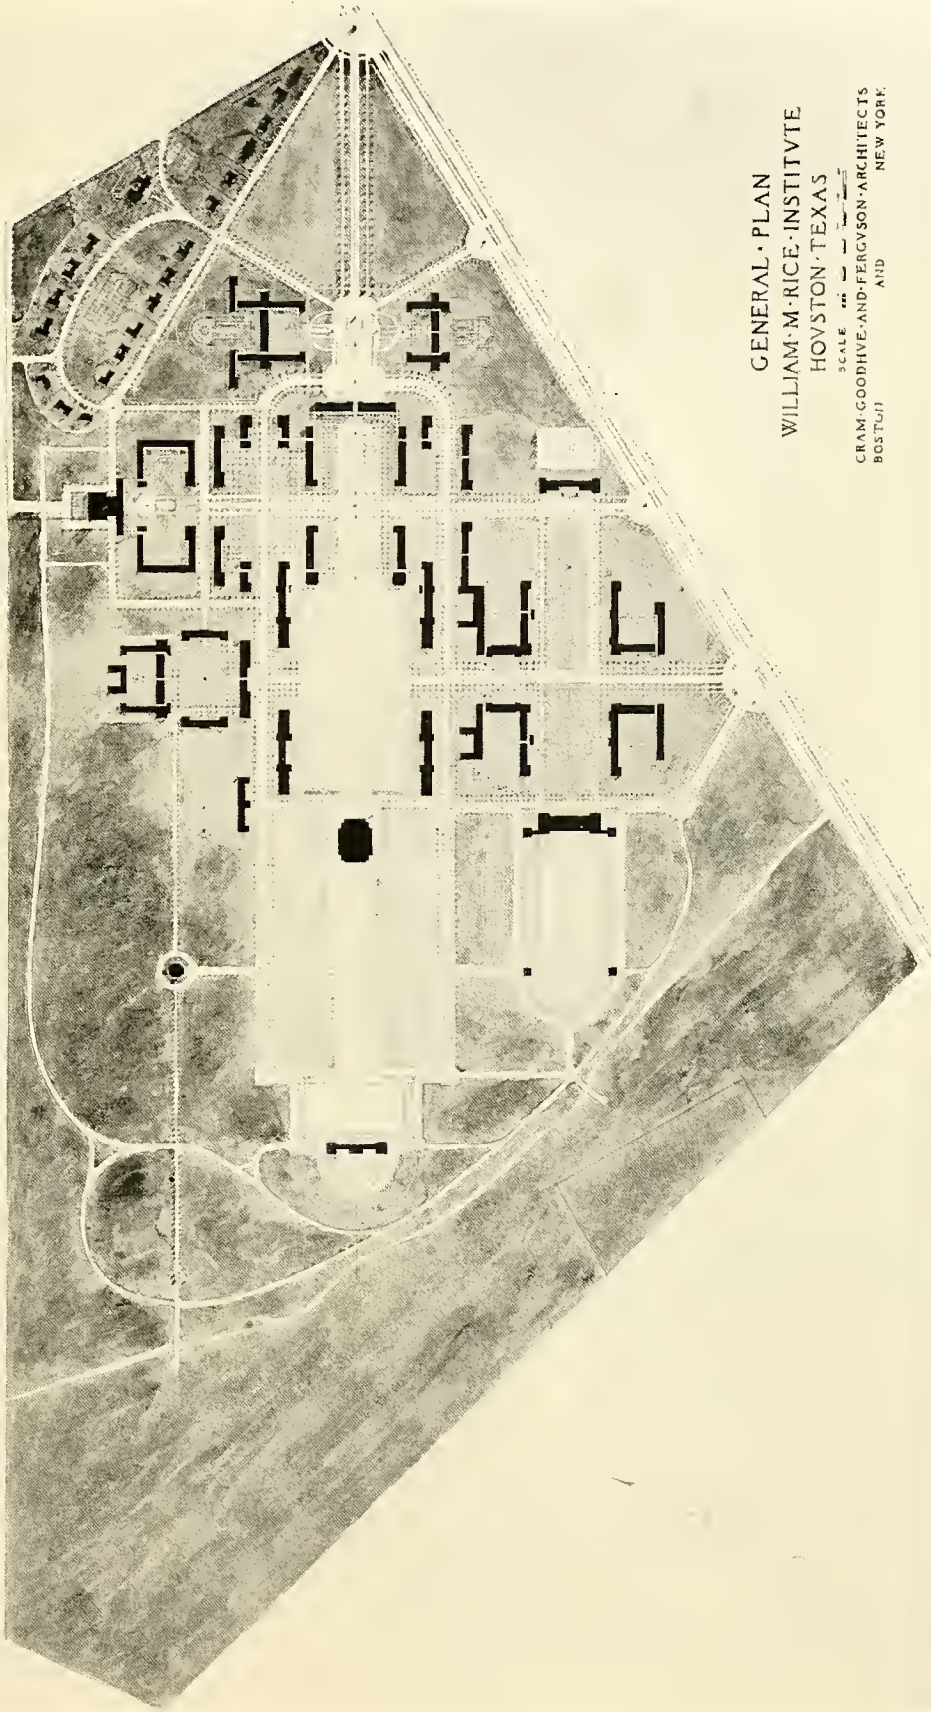 GENERAL · PLAN
WILLIAM · M · RICE · INSTITVTE
HOVSTON · TEXAS
SCALE
CRAM · GOODHVE · AND · FERGVSON · ARCHITECTS
BOSTON AND NEW YORK